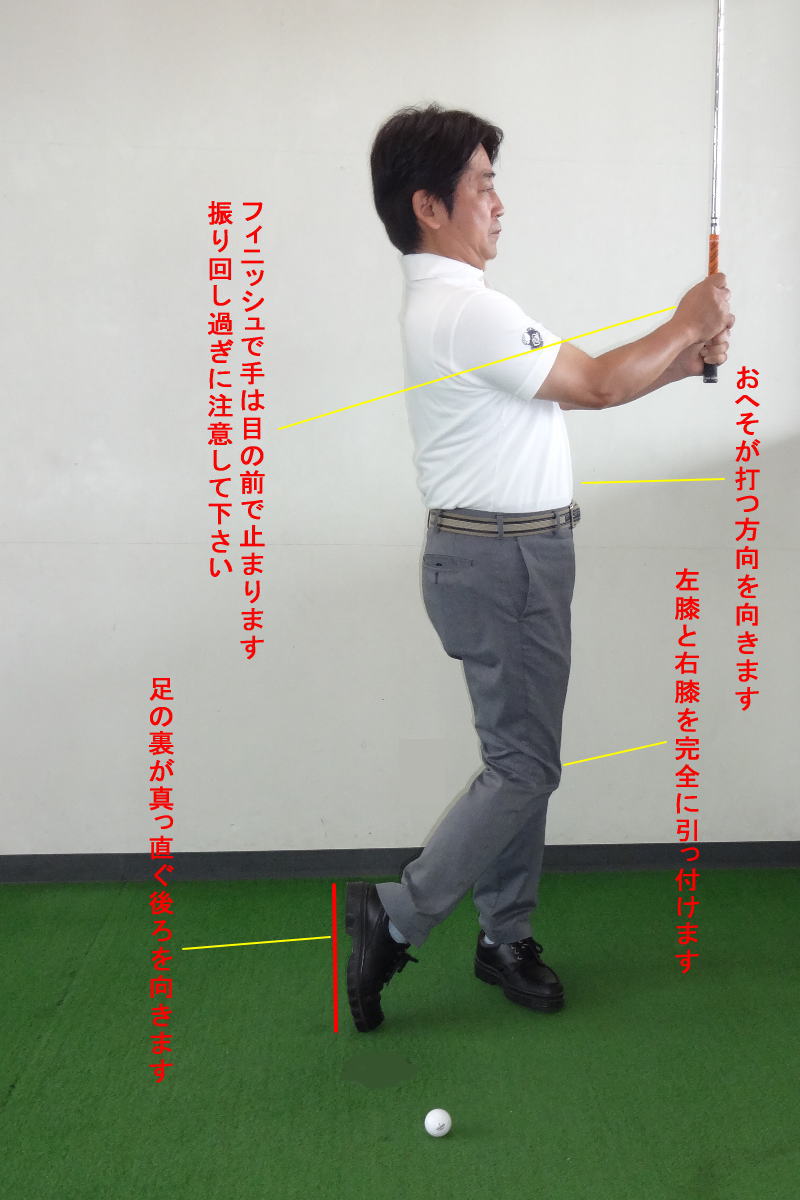 おへそが打つ方向を向きます
左膝と右膝を完全に引っ付けます
フィニッシュで手は目の前で止まります
振り回し過ぎに注意して下さい
足の裏が真っ直ぐ後ろを向きます